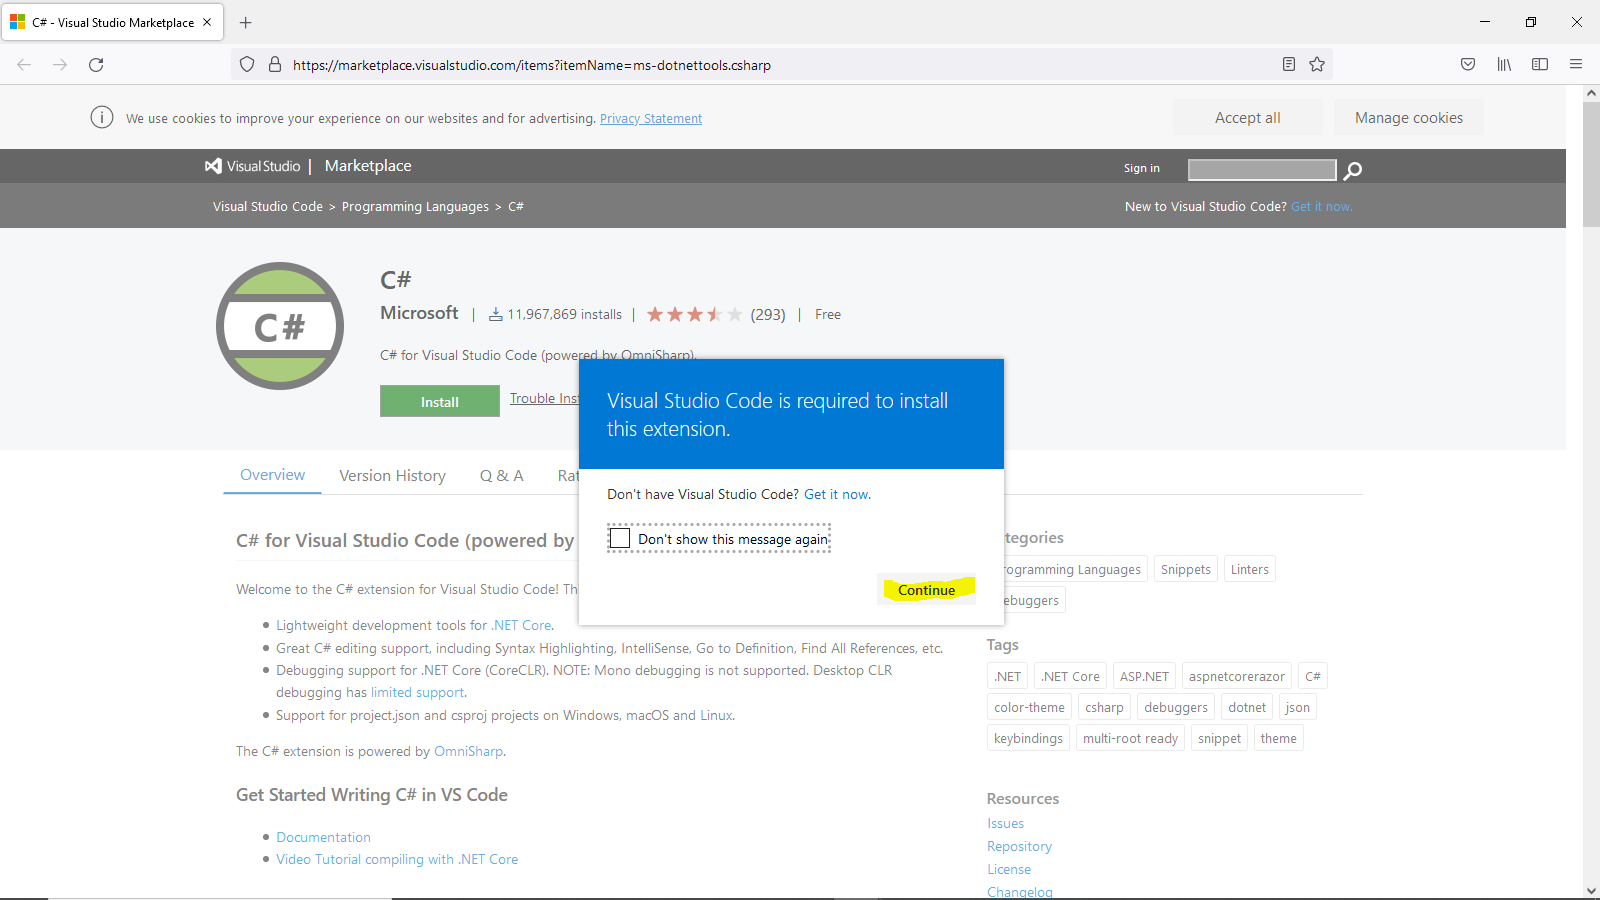 C# - Visual Studio Marketplace
https://marketplace.visualstudio.com/items?itemName=ms-dotnettools.csharp
We use cookies to improve your experience on our websites and for advertising. Privacy Statement
Accept all
Manage cookies
Visual Studio | Marketplace
Sign in
Visual Studio Code > Programming Languages > C#
New to Visual Studio Code? Get it now.
C#
C#
Microsoft | 11,967,869 installs | (293) | Free
C# for Visual Studio Code (powered by OmniSharp).
Install
Trouble Inst
Visual Studio Code is required to install
this extension.
Don't have Visual Studio Code? Get it now.
Don't show this message again
Continue
Overview
Version History
Q & A
Rat
C# for Visual Studio Code (powered by
Welcome to the C# extension for Visual Studio Code! Th
• Lightweight development tools for .NET Core.
• Great C# editing support, including Syntax Highlighting, IntelliSense, Go to Definition, Find All References, etc.
• Debugging support for .NET Core (CoreCLR). NOTE: Mono debugging is not supported. Desktop CLR
debugging has limited support.
• Support for project.json and csproj projects on Windows, macOS and Linux.
The C# extension is powered by OmniSharp.
Get Started Writing C# in VS Code
• Documentation
• Video Tutorial compiling with .NET Core
tegories
rogramming Languages
Snippets
Linters
ebuggers
Tags
.NET
.NET Core
ASP.NET
aspnetcorerazor
C#
color-theme
csharp
debuggers
dotnet
json
keybindings
multi-root ready
snippet
theme
Resources
Issues
Repository
License
Changelog